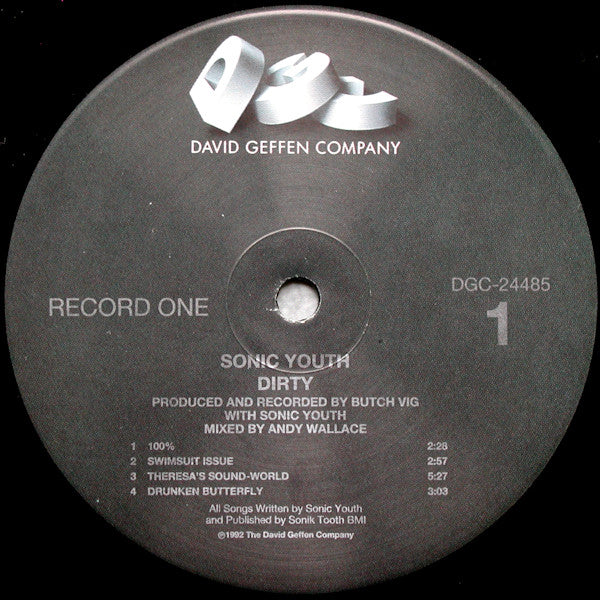 DGC
DAVID GEFFEN COMPANY
DGC-24485
RECORD ONE
1
SONIC YOUTH
DIRTY
PRODUCED AND RECORDED BY BUTCH VIG
WITH SONIC YOUTH
MIXED BY ANDY WALLACE
1 100% 2:28
2 SWIMSUIT ISSUE 2:57
3 THERESA'S SOUND-WORLD 5:27
4 DRUNKEN BUTTERFLY 3:03
All Songs Written by Sonic Youth
and Published by Sonik Tooth BMI
℗1992 The David Geffen Company